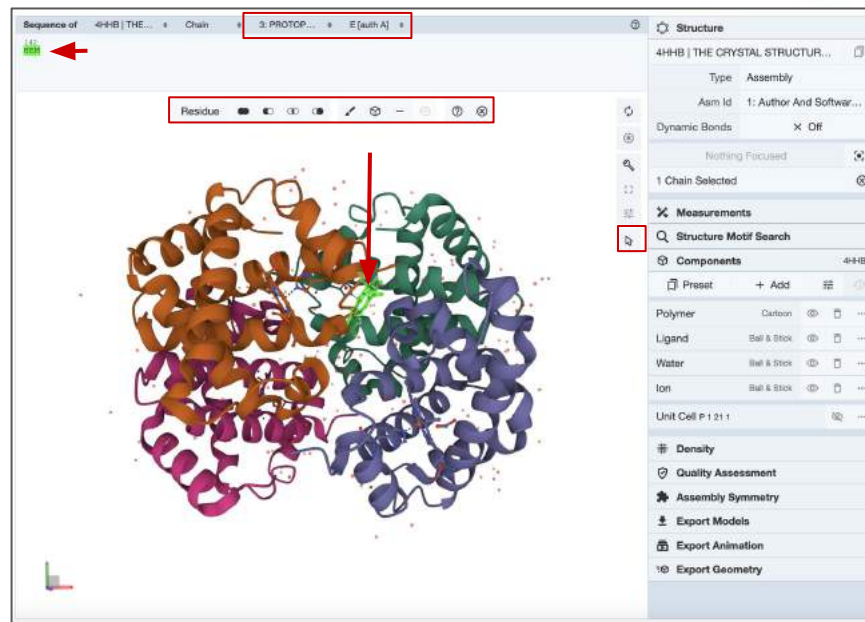 Sequence of 4HHB | THE... Chain 3: PROTOP... E [auth A]
142
HEM
Residue
Structure
4HHB | THE CRYSTAL STRUCTUR...
Type Assembly
Asm Id 1: Author And Softwar...
Dynamic Bonds × Off
Nothing Focused
1 Chain Selected
Measurements
Structure Motif Search
Components 4HHB
Preset + Add
Polymer Cartoon
Ligand Ball & Stick
Water Ball & Stick
Ion Ball & Stick
Unit Cell P 1 21 1
Density
Quality Assessment
Assembly Symmetry
Export Models
Export Animation
Export Geometry